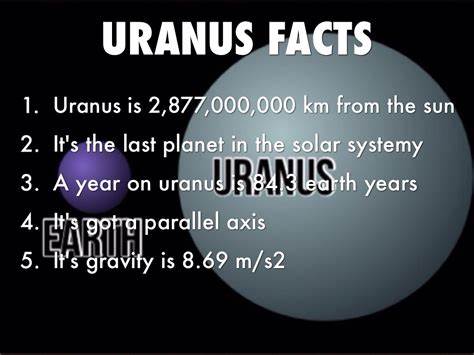 URANUS FACTS
1. Uranus is 2,877,000,000 km from the sun
2. It's the last planet in the solar systemy
3. A year on uranus is 84.3 earth years
URANUS
4. It's got a parallel axis
EARTH
5. It's gravity is 8.69 m/s2